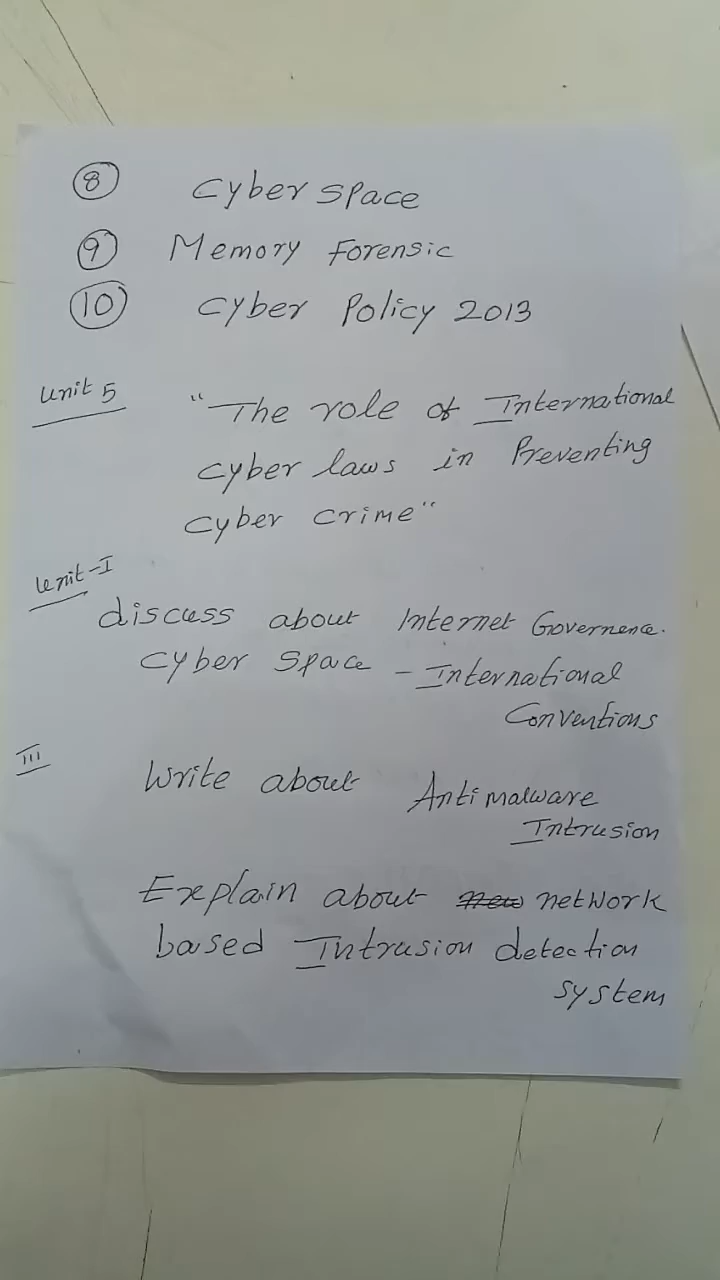 8 Cyber space
9 Memory Forensic
10 Cyber Policy 2013
Unit 5 "The role of International
cyber laws in Preventing
cyber crime"
Unit-I
discuss about Internet Governence.
cyber space - International
Conventions
III Write about Antimalware
Intrusion
Explain about new network
based Intrusion detection
system